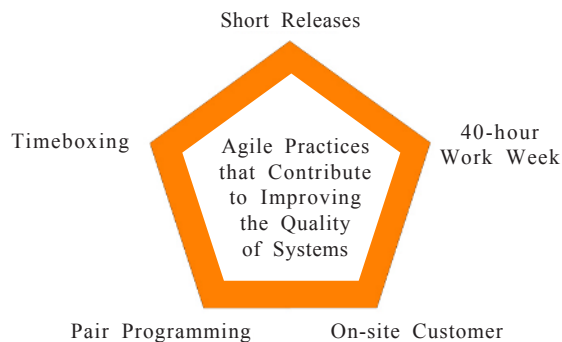 Short Releases
Timeboxing
40-hour
Work Week
Agile Practices
that Contribute
to Improving
the Quality
of Systems
Pair Programming
On-site Customer